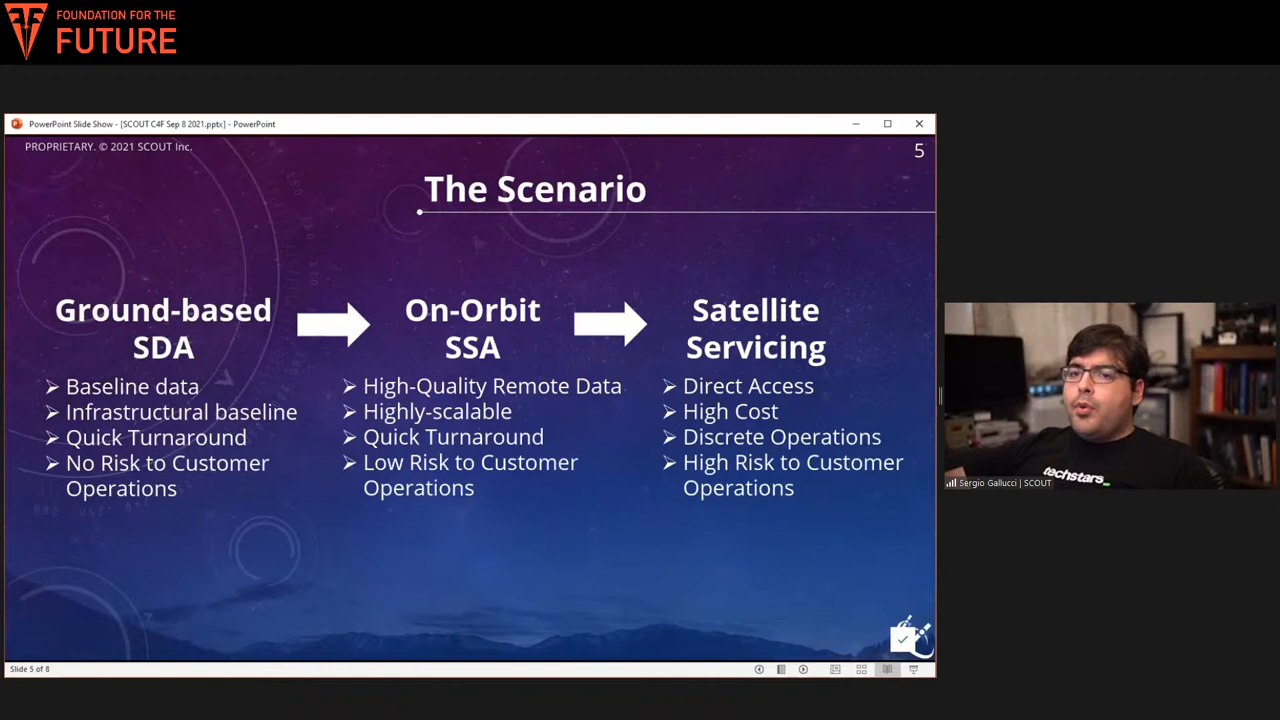 FOUNDATION FOR THE
FUTURE
PowerPoint Slide Show - [SCOUT C4F Sep 8 2021.pptx] - PowerPoint
PROPRIETARY. © 2021 SCOUT Inc.
5
The Scenario
Ground-based
SDA
➢ Baseline data
➢ Infrastructural baseline
➢ Quick Turnaround
➢ No Risk to Customer
Operations
On-Orbit
SSA
➢ High-Quality Remote Data
➢ Highly-scalable
➢ Quick Turnaround
➢ Low Risk to Customer
Operations
Satellite
Servicing
➢ Direct Access
➢ High Cost
➢ Discrete Operations
➢ High Risk to Customer
Operations
techstars_
Sergio Gallucci | SCOUT
Slide 5 of 8